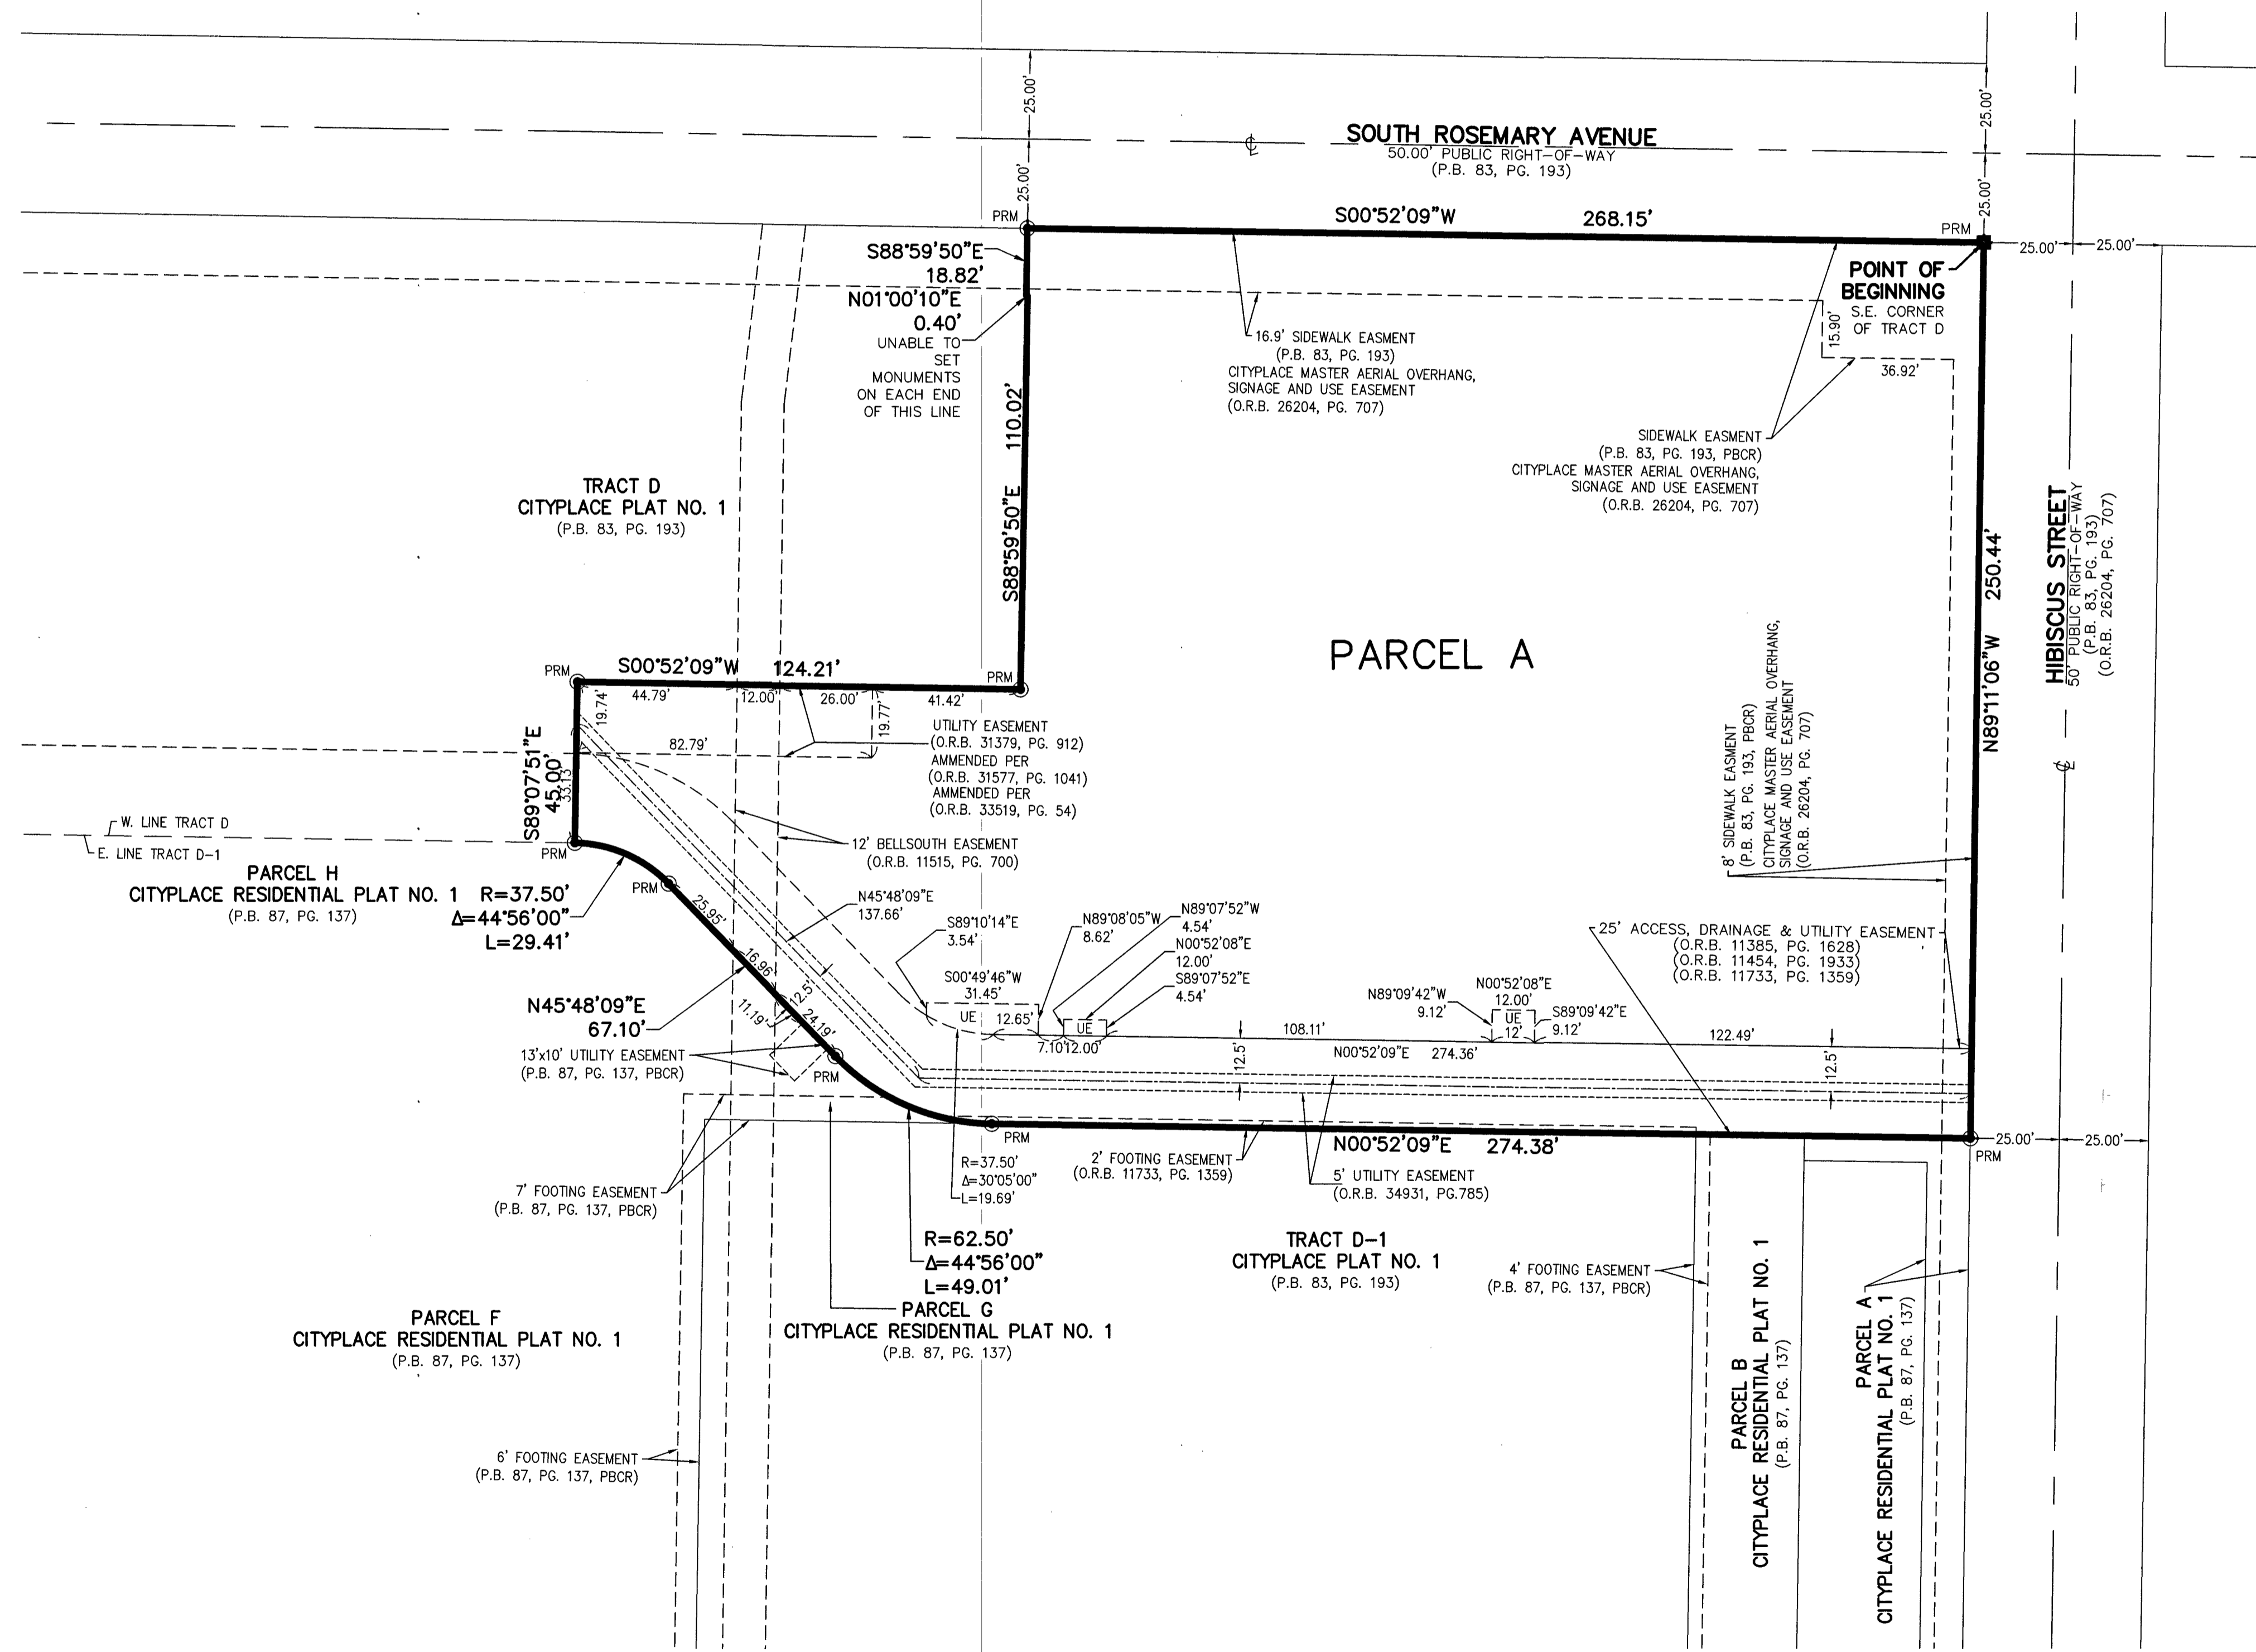 25.00'
25.00'
25.00'
25.00'
SOUTH ROSEMARY AVENUE
50.00' PUBLIC RIGHT-OF-WAY
(P.B. 83, PG. 193)
PRM
S00°52'09"W 268.15'
PRM
25.00'
25.00'
S88°59'50"E
18.82'
N01°00'10"E
0.40'
UNABLE TO
SET
MONUMENTS
ON EACH END
OF THIS LINE
POINT OF
BEGINNING
S.E. CORNER
OF TRACT D
15.90'
36.92'
16.9' SIDEWALK EASMENT
(P.B. 83, PG. 193)
CITYPLACE MASTER AERIAL OVERHANG,
SIGNAGE AND USE EASEMENT
(O.R.B. 26204, PG. 707)
SIDEWALK EASMENT
(P.B. 83, PG. 193, PBCR)
CITYPLACE MASTER AERIAL OVERHANG,
SIGNAGE AND USE EASEMENT
(O.R.B. 26204, PG. 707)
S88°59'50"E 110.02'
TRACT D
CITYPLACE PLAT NO. 1
(P.B. 83, PG. 193)
HIBISCUS STREET
50' PUBLIC RIGHT-OF-WAY
(P.B. 83, PG. 193)
(O.R.B. 26204, PG. 707)
N89°11'06"W 250.44'
PARCEL A
PRM
S00°52'09"W 124.21'
PRM
44.79'
12.00'
26.00'
41.42'
19.74'
19.77'
82.79'
S89°07'51"E
45.00'
33.13'
UTILITY EASEMENT
(O.R.B. 31379, PG. 912)
AMMENDED PER
(O.R.B. 31577, PG. 1041)
AMMENDED PER
(O.R.B. 33519, PG. 54)
8' SIDEWALK EASMENT
(P.B. 83, PG. 193, PBCR)
CITYPLACE MASTER AERIAL OVERHANG,
SIGNAGE AND USE EASEMENT
(O.R.B. 26204, PG. 707)
W. LINE TRACT D
E. LINE TRACT D-1
PRM
12' BELLSOUTH EASEMENT
(O.R.B. 11515, PG. 700)
PARCEL H
CITYPLACE RESIDENTIAL PLAT NO. 1
(P.B. 87, PG. 137)
R=37.50'
Δ=44°56'00"
L=29.41'
PRM
25.95'
16.96'
12.5'
11.19'
24.19'
N45°48'09"E
137.66'
S89°10'14"E
3.54'
S00°49'46"W
31.45'
UE
12.65'
N89°08'05"W
8.62'
N89°07'52"W
4.54'
N00°52'08"E
12.00'
S89°07'52"E
4.54'
UE
7.10'
12.00'
25' ACCESS, DRAINAGE & UTILITY EASEMENT
(O.R.B. 11385, PG. 1628)
(O.R.B. 11454, PG. 1933)
(O.R.B. 11733, PG. 1359)
N89°09'42"W
9.12'
N00°52'08"E
12.00'
UE
12'
S89°09'42"E
9.12'
108.11'
122.49'
12.5'
N00°52'09"E 274.36'
12.5'
N45°48'09"E
67.10'
13'x10' UTILITY EASEMENT
(P.B. 87, PG. 137, PBCR)
PRM
PRM
N00°52'09"E 274.38'
25.00'
25.00'
PRM
2' FOOTING EASEMENT
(O.R.B. 11733, PG. 1359)
5' UTILITY EASEMENT
(O.R.B. 34931, PG.785)
R=37.50'
Δ=30°05'00"
L=19.69'
7' FOOTING EASEMENT
(P.B. 87, PG. 137, PBCR)
R=62.50'
Δ=44°56'00"
L=49.01'
PARCEL G
CITYPLACE RESIDENTIAL PLAT NO. 1
(P.B. 87, PG. 137)
TRACT D-1
CITYPLACE PLAT NO. 1
(P.B. 83, PG. 193)
4' FOOTING EASEMENT
(P.B. 87, PG. 137, PBCR)
PARCEL F
CITYPLACE RESIDENTIAL PLAT NO. 1
(P.B. 87, PG. 137)
PARCEL B
CITYPLACE RESIDENTIAL PLAT NO. 1
(P.B. 87, PG. 137)
PARCEL A
CITYPLACE RESIDENTIAL PLAT NO. 1
(P.B. 87, PG. 137)
6' FOOTING EASEMENT
(P.B. 87, PG. 137, PBCR)